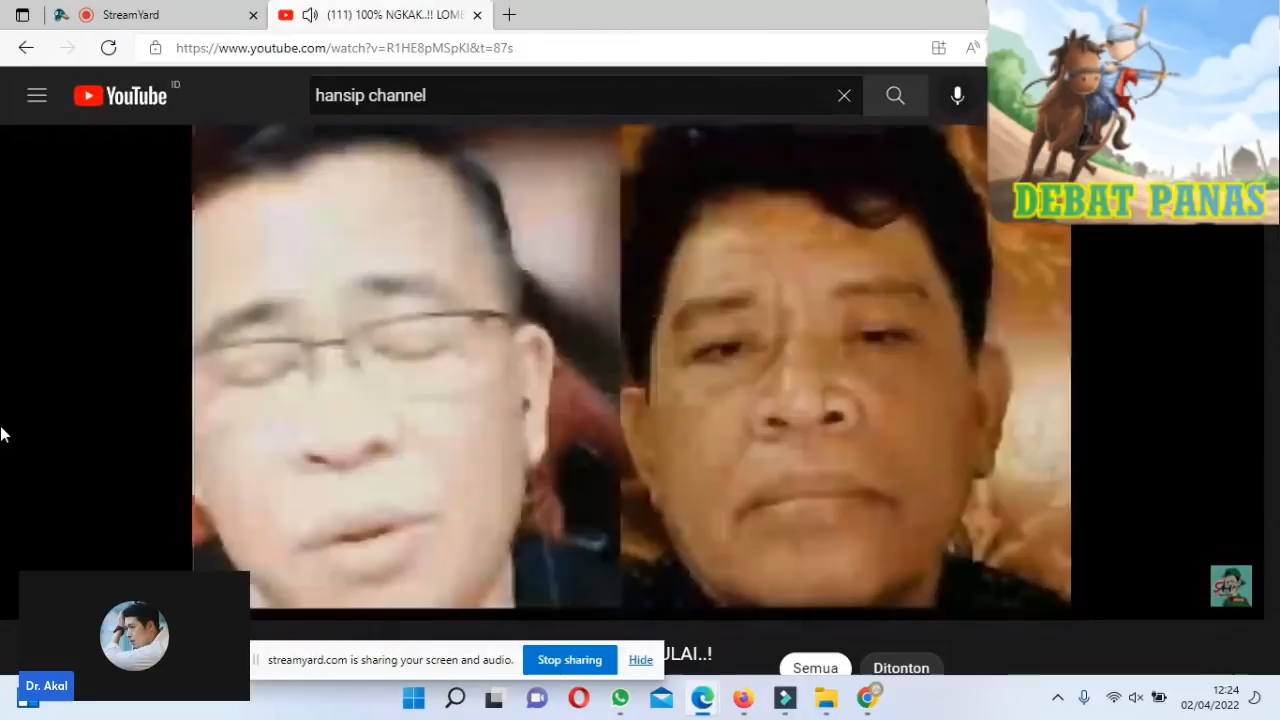 StreamYard
(111) 100% NGKAK..!! LOMB
https://www.youtube.com/watch?v=R1HE8pMSpKI&t=87s
YouTube ID
hansip channel
DEBAT PANAS
ULAI..!
Semua
Ditonton
streamyard.com is sharing your screen and audio.
Stop sharing
Hide
Dr. Akal
12:24
02/04/2022